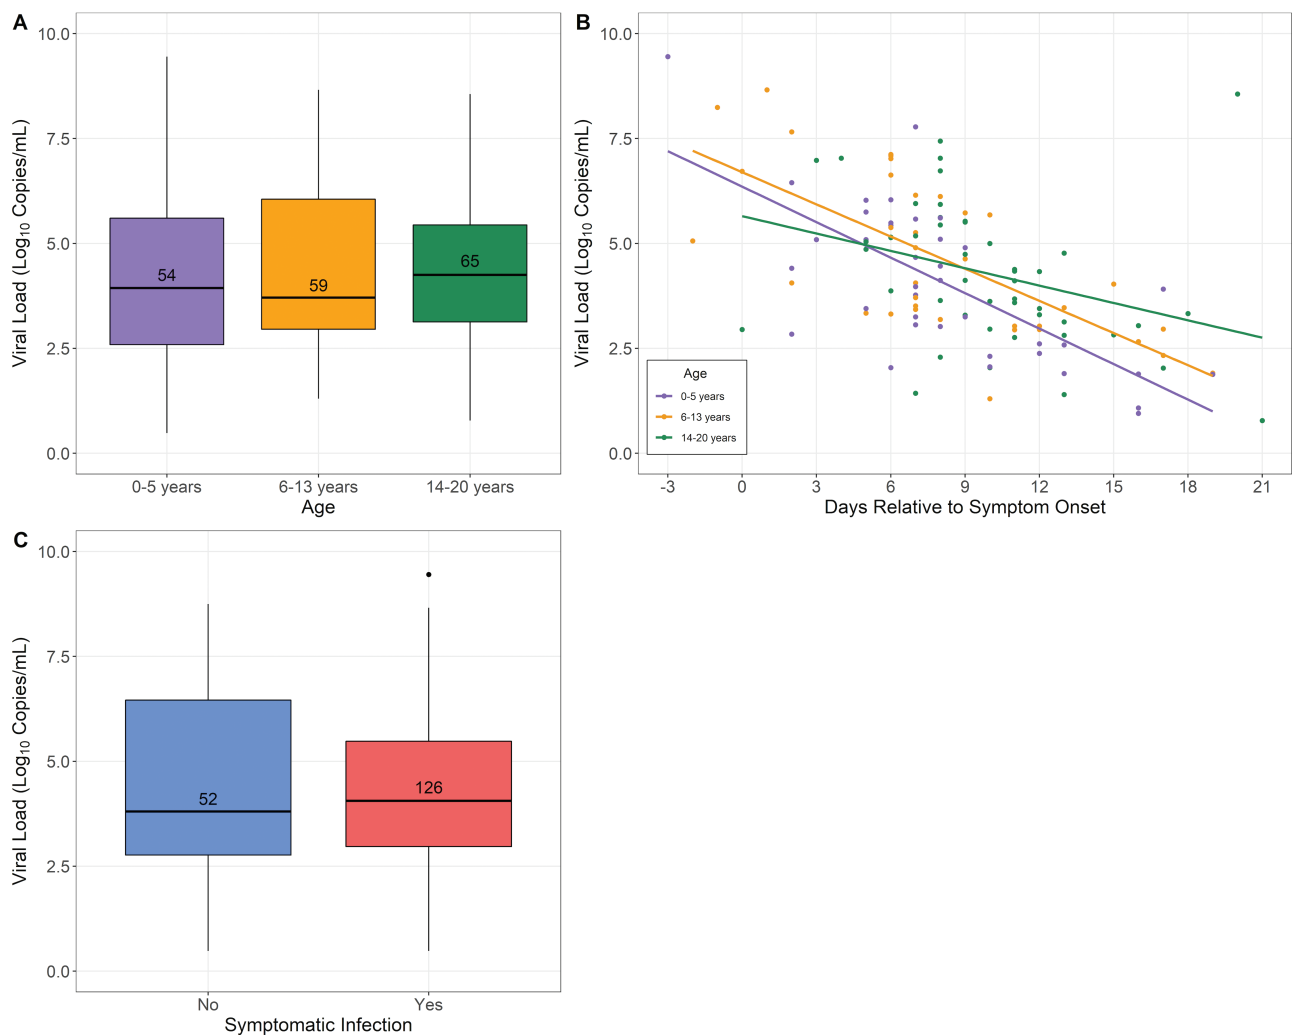 A
Viral Load (Log10 Copies/mL)
10.0
7.5
5.0
2.5
0.0
54
59
65
0-5 years
6-13 years
14-20 years
Age
B
Viral Load (Log10 Copies/mL)
10.0
7.5
5.0
2.5
0.0
Age
0-5 years
6-13 years
14-20 years
-3 0 3 6 9 12 15 18 21
Days Relative to Symptom Onset
C
Viral Load (Log10 Copies/mL)
10.0
7.5
5.0
2.5
0.0
52
126
No
Yes
Symptomatic Infection